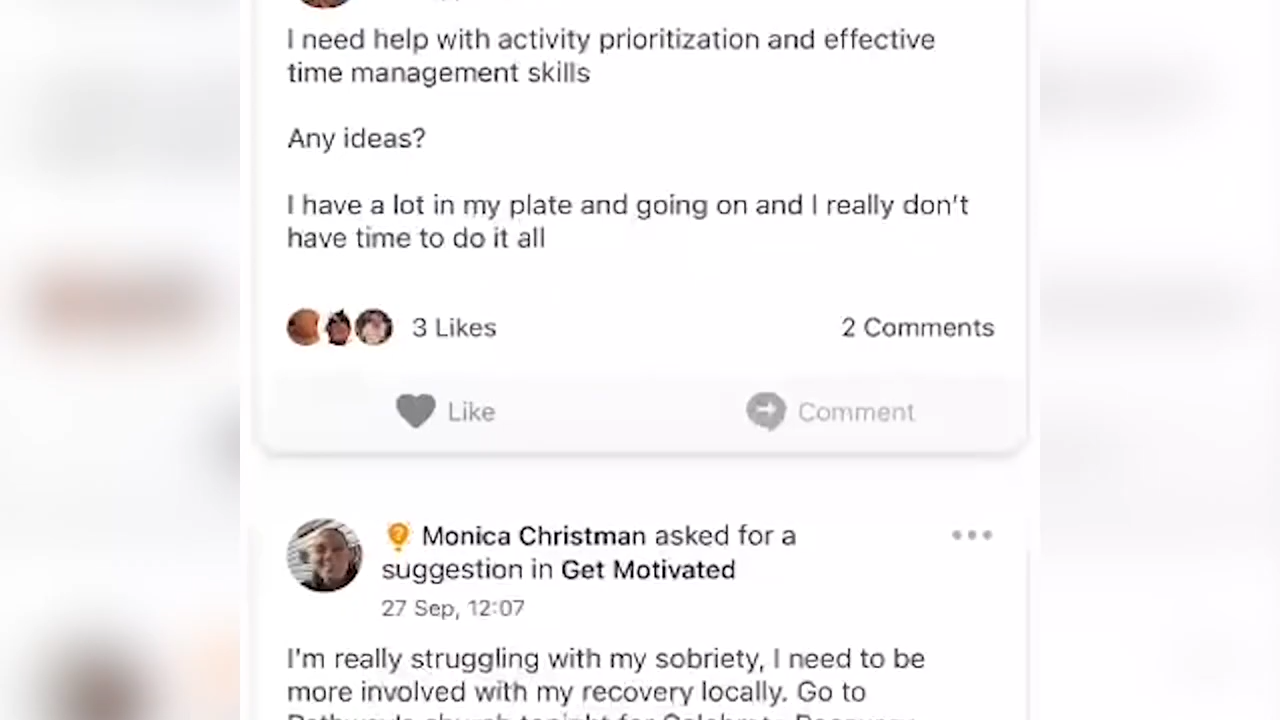 I need help with activity prioritization and effective
time management skills
Any ideas?
I have a lot in my plate and going on and I really don't
have time to do it all
3 Likes
2 Comments
Like
Comment
Monica Christman asked for a
suggestion in Get Motivated
27 Sep, 12:07
I'm really struggling with my sobriety, I need to be
more involved with my recovery locally. Go to